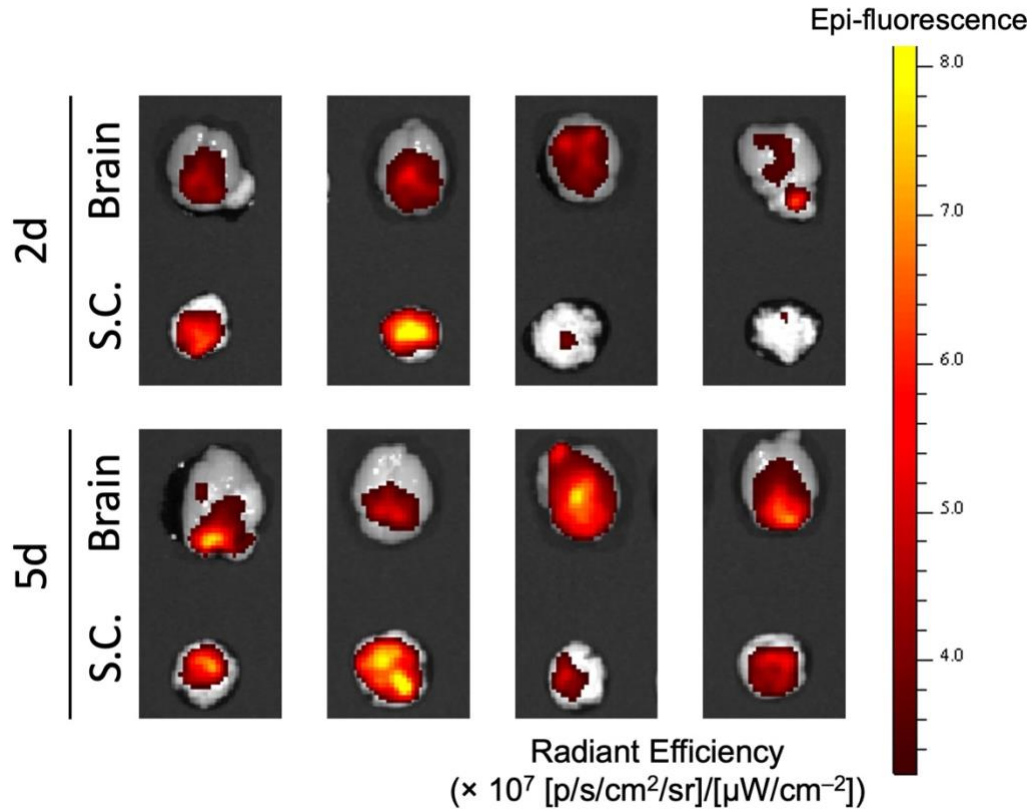 Epi-fluorescence
8.0
7.0
6.0
5.0
4.0
2d
Brain
S.C.
5d
Brain
S.C.
Radiant Efficiency
(× 10⁷ [p/s/cm²/sr]/[µW/cm⁻²])